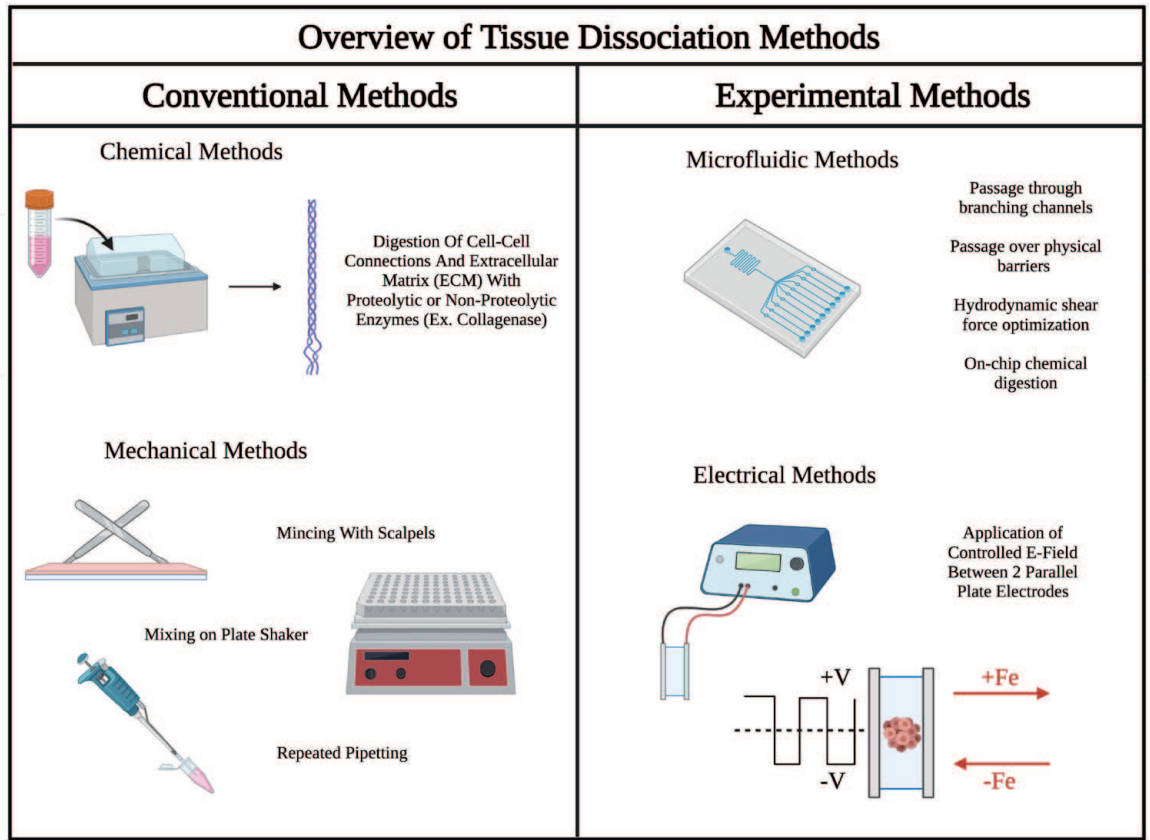 Overview of Tissue Dissociation Methods
Conventional Methods
Experimental Methods
Chemical Methods
Digestion Of Cell-Cell
Connections And Extracellular
Matrix (ECM) With
Proteolytic or Non-Proteolytic
Enzymes (Ex. Collagenase)
Mechanical Methods
Mincing With Scalpels
Mixing on Plate Shaker
Repeated Pipetting
Microfluidic Methods
Passage through
branching channels
Passage over physical
barriers
Hydrodynamic shear
force optimization
On-chip chemical
digestion
Electrical Methods
Application of
Controlled E-Field
Between 2 Parallel
Plate Electrodes
+V
-V
+Fe
-Fe